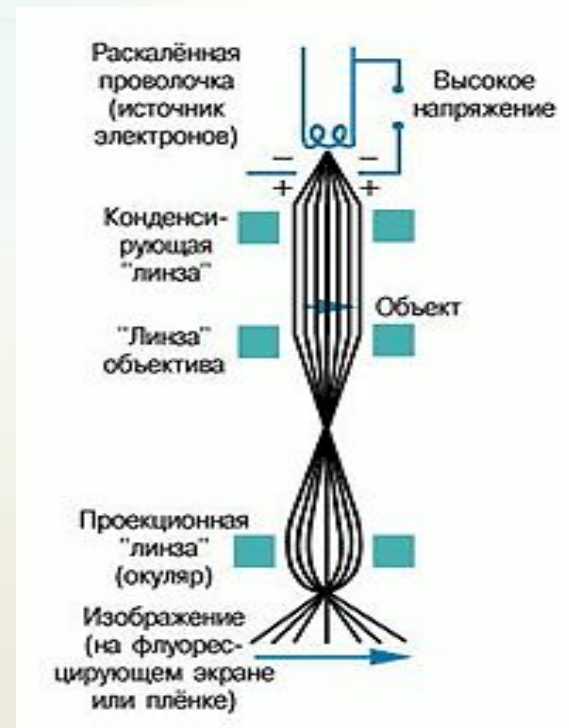 Раскалённая
проволочка
(источник
электронов)
Высокое
напряжение
− −
+ +
Конденси-
рующая
"линза"
Объект
"Линза"
объектива
Проекционная
"линза"
(окуляр)
Изображение
(на флуорес-
цирующем экране
или плёнке)